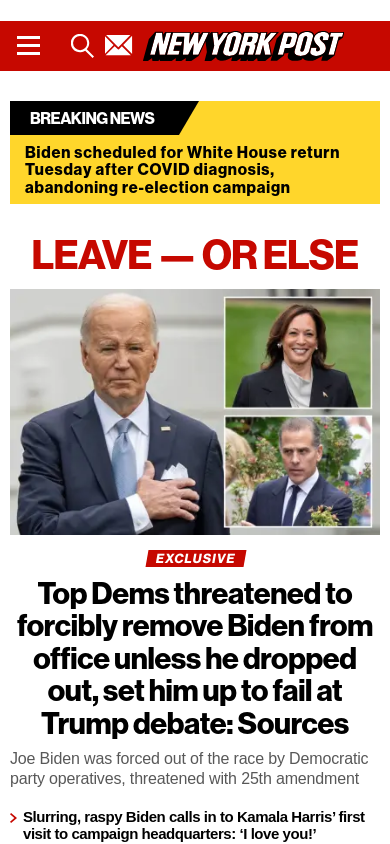 NEW YORK POST
BREAKING NEWS
Biden scheduled for White House return
Tuesday after COVID diagnosis,
abandoning re-election campaign
LEAVE — OR ELSE
EXCLUSIVE
Top Dems threatened to
forcibly remove Biden from
office unless he dropped
out, set him up to fail at
Trump debate: Sources
Joe Biden was forced out of the race by Democratic
party operatives, threatened with 25th amendment
Slurring, raspy Biden calls in to Kamala Harris’ first
visit to campaign headquarters: ‘I love you!’